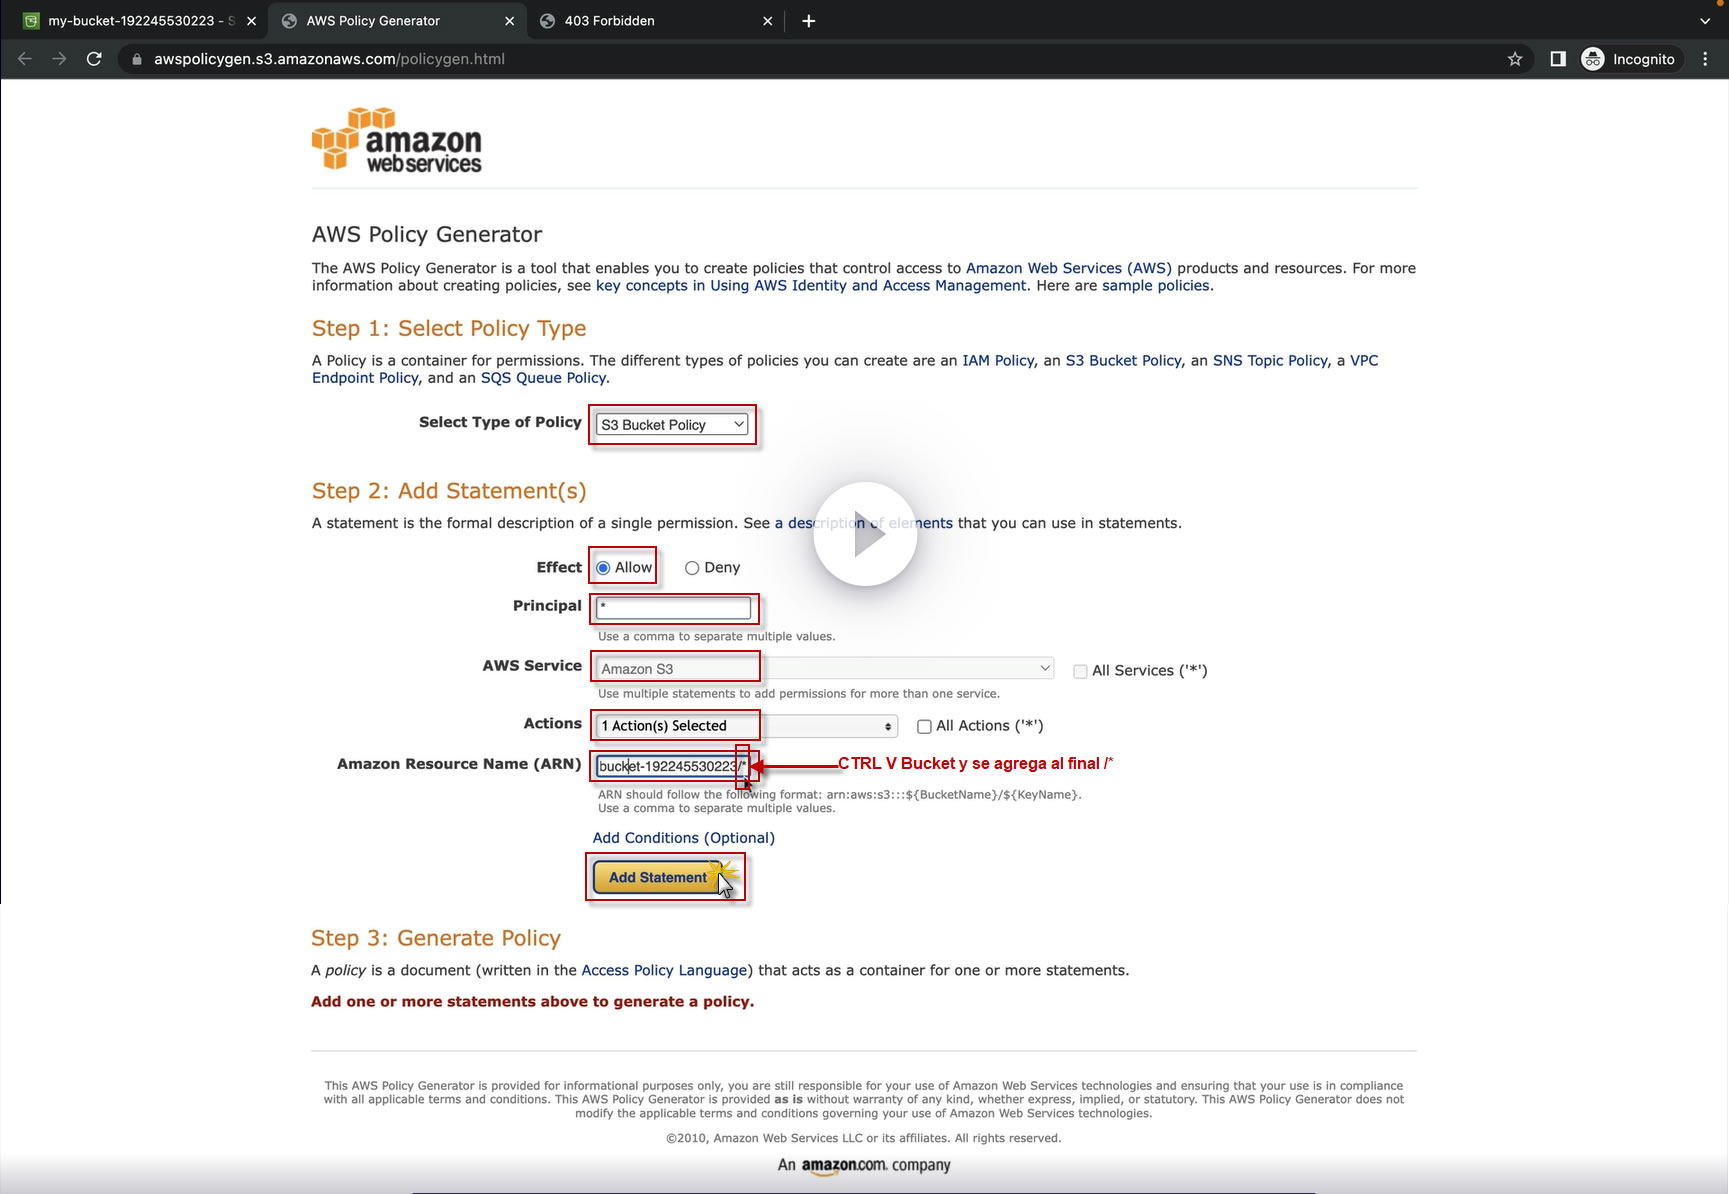 my-bucket-192245530223 - S
AWS Policy Generator
403 Forbidden
awspolicygen.s3.amazonaws.com/policygen.html
Incognito
amazon
webservices
AWS Policy Generator
The AWS Policy Generator is a tool that enables you to create policies that control access to Amazon Web Services (AWS) products and resources. For more
information about creating policies, see key concepts in Using AWS Identity and Access Management. Here are sample policies.
Step 1: Select Policy Type
A Policy is a container for permissions. The different types of policies you can create are an IAM Policy, an S3 Bucket Policy, an SNS Topic Policy, a VPC
Endpoint Policy, and an SQS Queue Policy.
Select Type of Policy S3 Bucket Policy
Step 2: Add Statement(s)
A statement is the formal description of a single permission. See a description of elements that you can use in statements.
Effect Allow Deny
Principal *
Use a comma to separate multiple values.
AWS Service Amazon S3 All Services ('*')
Use multiple statements to add permissions for more than one service.
Actions 1 Action(s) Selected All Actions ('*')
Amazon Resource Name (ARN) bucket-192245530223/* CTRL V Bucket y se agrega al final /*
ARN should follow the following format: arn:aws:s3:::${BucketName}/${KeyName}.
Use a comma to separate multiple values.
Add Conditions (Optional)
Add Statement
Step 3: Generate Policy
A policy is a document (written in the Access Policy Language) that acts as a container for one or more statements.
Add one or more statements above to generate a policy.
This AWS Policy Generator is provided for informational purposes only, you are still responsible for your use of Amazon Web Services technologies and ensuring that your use is in compliance
with all applicable terms and conditions. This AWS Policy Generator is provided as is without warranty of any kind, whether express, implied, or statutory. This AWS Policy Generator does not
modify the applicable terms and conditions governing your use of Amazon Web Services technologies.
©2010, Amazon Web Services LLC or its affiliates. All rights reserved.
An amazon.com. company